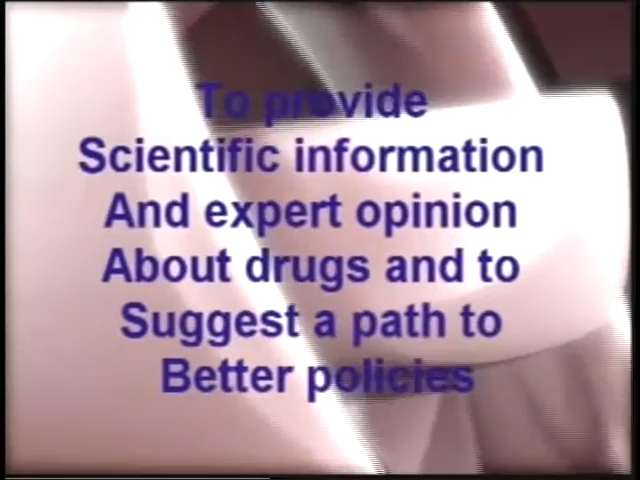 To provide
Scientific information
And expert opinion
About drugs and to
Suggest a path to
Better policies